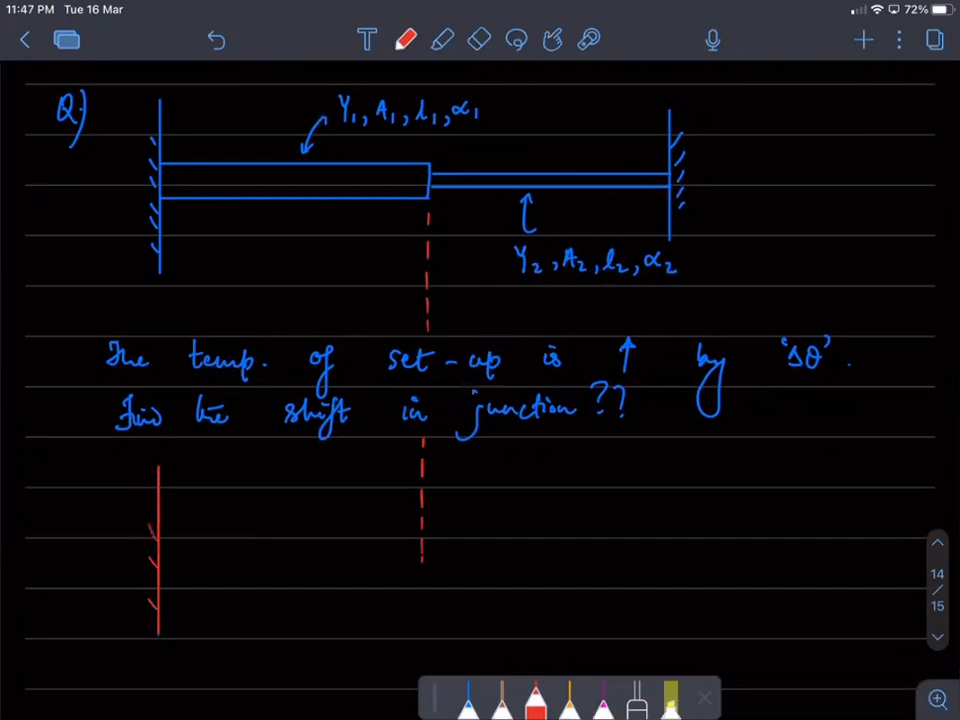 11:47 PM Tue 16 Mar
72%
T
Q)
Y₁, A₁, l₁, α₁
Y₂, A₂, l₂, α₂
The temp. of set-up is ↑ by 'Δθ'.
Find the shift in junction ??
14
/
15